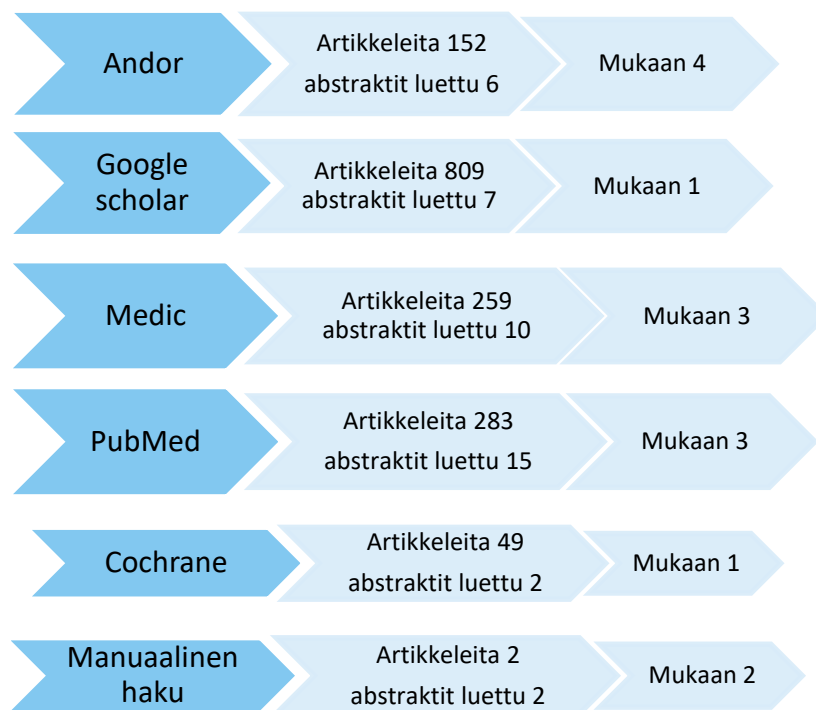 Andor
Artikkeleita 152
abstraktit luettu 6
Mukaan 4
Google
scholar
Artikkeleita 809
abstraktit luettu 7
Mukaan 1
Medic
Artikkeleita 259
abstraktit luettu 10
Mukaan 3
PubMed
Artikkeleita 283
abstraktit luettu 15
Mukaan 3
Cochrane
Artikkeleita 49
abstraktit luettu 2
Mukaan 1
Manuaalinen
haku
Artikkeleita 2
abstraktit luettu 2
Mukaan 2